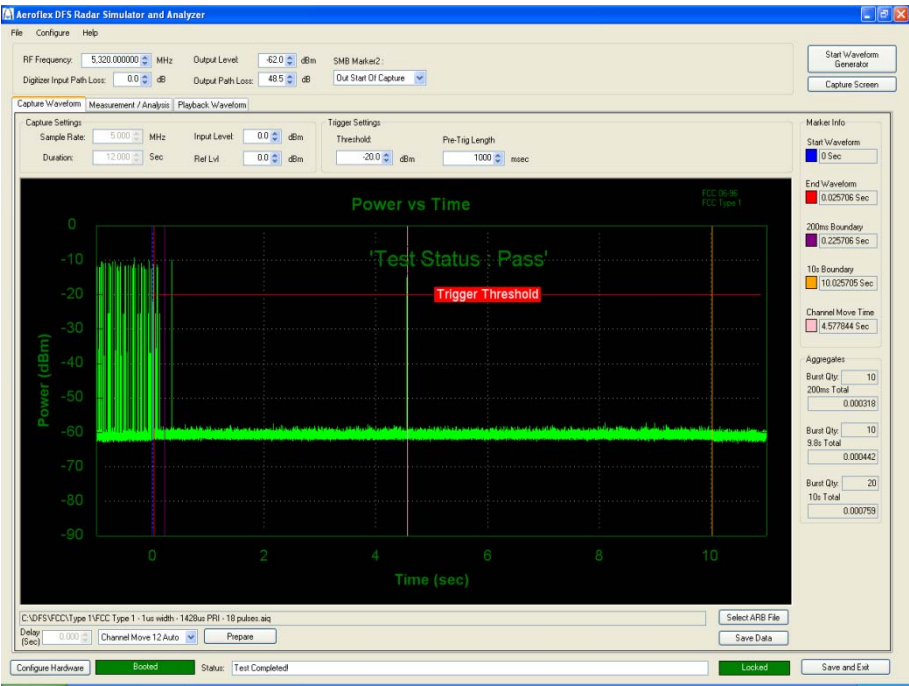 Aeroflex DFS Radar Simulator and Analyzer
File Configure Help
RF Frequency: 5,320.000000 MHz Output Level: -62.0 dBm SMB Marker2 :
Digitizer Input Path Loss: 0.0 dB Output Path Loss: 48.5 dB Out Start Of Capture
Start Waveform Generator
Capture Screen
Capture Waveform Measurement / Analysis Playback Waveform
Capture Settings
Sample Rate: 5.000 MHz Input Level: 0.0 dBm
Duration: 12.000 Sec Ref Lvl 0.0 dBm
Trigger Settings
Threshold: Pre-Trig Length
-20.0 dBm 1000 msec
Power vs Time
FCC 06-96
FCC Type 1
'Test Status : Pass'
Trigger Threshold
Power (dBm)
0
-10
-20
-30
-40
-50
-60
-70
-80
-90
0 2 4 6 8 10
Time (sec)
Marker Info
Start Waveform
0 Sec
End Waveform
0.025706 Sec
200ms Boundary
0.225706 Sec
10s Boundary
10.025705 Sec
Channel Move Time
4.577844 Sec
Aggregates
Burst Qty: 10
200ms Total
0.000318
Burst Qty: 10
9.8s Total
0.000442
Burst Qty: 20
10s Total
0.000759
C:\DFS\FCC\Type 1\FCC Type 1 - 1us width - 1428us PRI - 18 pulses.aiq
Select ARB File
Delay (Sec) 0.000 Channel Move 12 Auto Prepare
Save Data
Configure Hardware Booted Status: Test Completed! Locked Save and Exit